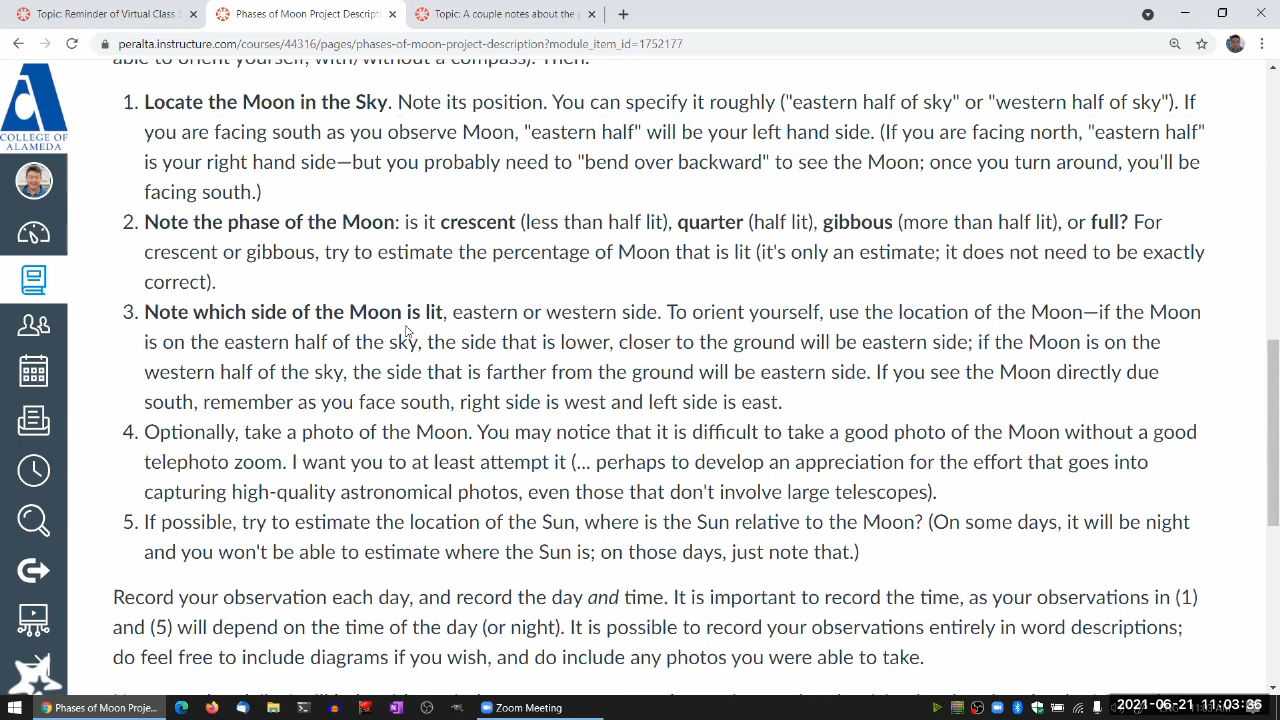 Topic: Reminder of Virtual Class S
Phases of Moon Project Descripti
Topic: A couple notes about the p
peralta.instructure.com/courses/44316/pages/phases-of-moon-project-description?module_item_id=1752177
COLLEGE OF
ALAMEDA
able to orient yourself, with/without a compass). Then:
1. Locate the Moon in the Sky. Note its position. You can specify it roughly ("eastern half of sky" or "western half of sky"). If
you are facing south as you observe Moon, "eastern half" will be your left hand side. (If you are facing north, "eastern half"
is your right hand side—but you probably need to "bend over backward" to see the Moon; once you turn around, you'll be
facing south.)
2. Note the phase of the Moon: is it crescent (less than half lit), quarter (half lit), gibbous (more than half lit), or full? For
crescent or gibbous, try to estimate the percentage of Moon that is lit (it's only an estimate; it does not need to be exactly
correct).
3. Note which side of the Moon is lit, eastern or western side. To orient yourself, use the location of the Moon—if the Moon
is on the eastern half of the sky, the side that is lower, closer to the ground will be eastern side; if the Moon is on the
western half of the sky, the side that is farther from the ground will be eastern side. If you see the Moon directly due
south, remember as you face south, right side is west and left side is east.
4. Optionally, take a photo of the Moon. You may notice that it is difficult to take a good photo of the Moon without a good
telephoto zoom. I want you to at least attempt it (... perhaps to develop an appreciation for the effort that goes into
capturing high-quality astronomical photos, even those that don't involve large telescopes).
5. If possible, try to estimate the location of the Sun, where is the Sun relative to the Moon? (On some days, it will be night
and you won't be able to estimate where the Sun is; on those days, just note that.)
Record your observation each day, and record the day and time. It is important to record the time, as your observations in (1)
and (5) will depend on the time of the day (or night). It is possible to record your observations entirely in word descriptions;
do feel free to include diagrams if you wish, and do include any photos you were able to take.
Phases of Moon Proje...
Zoom Meeting
2021-06-21 11:03:36